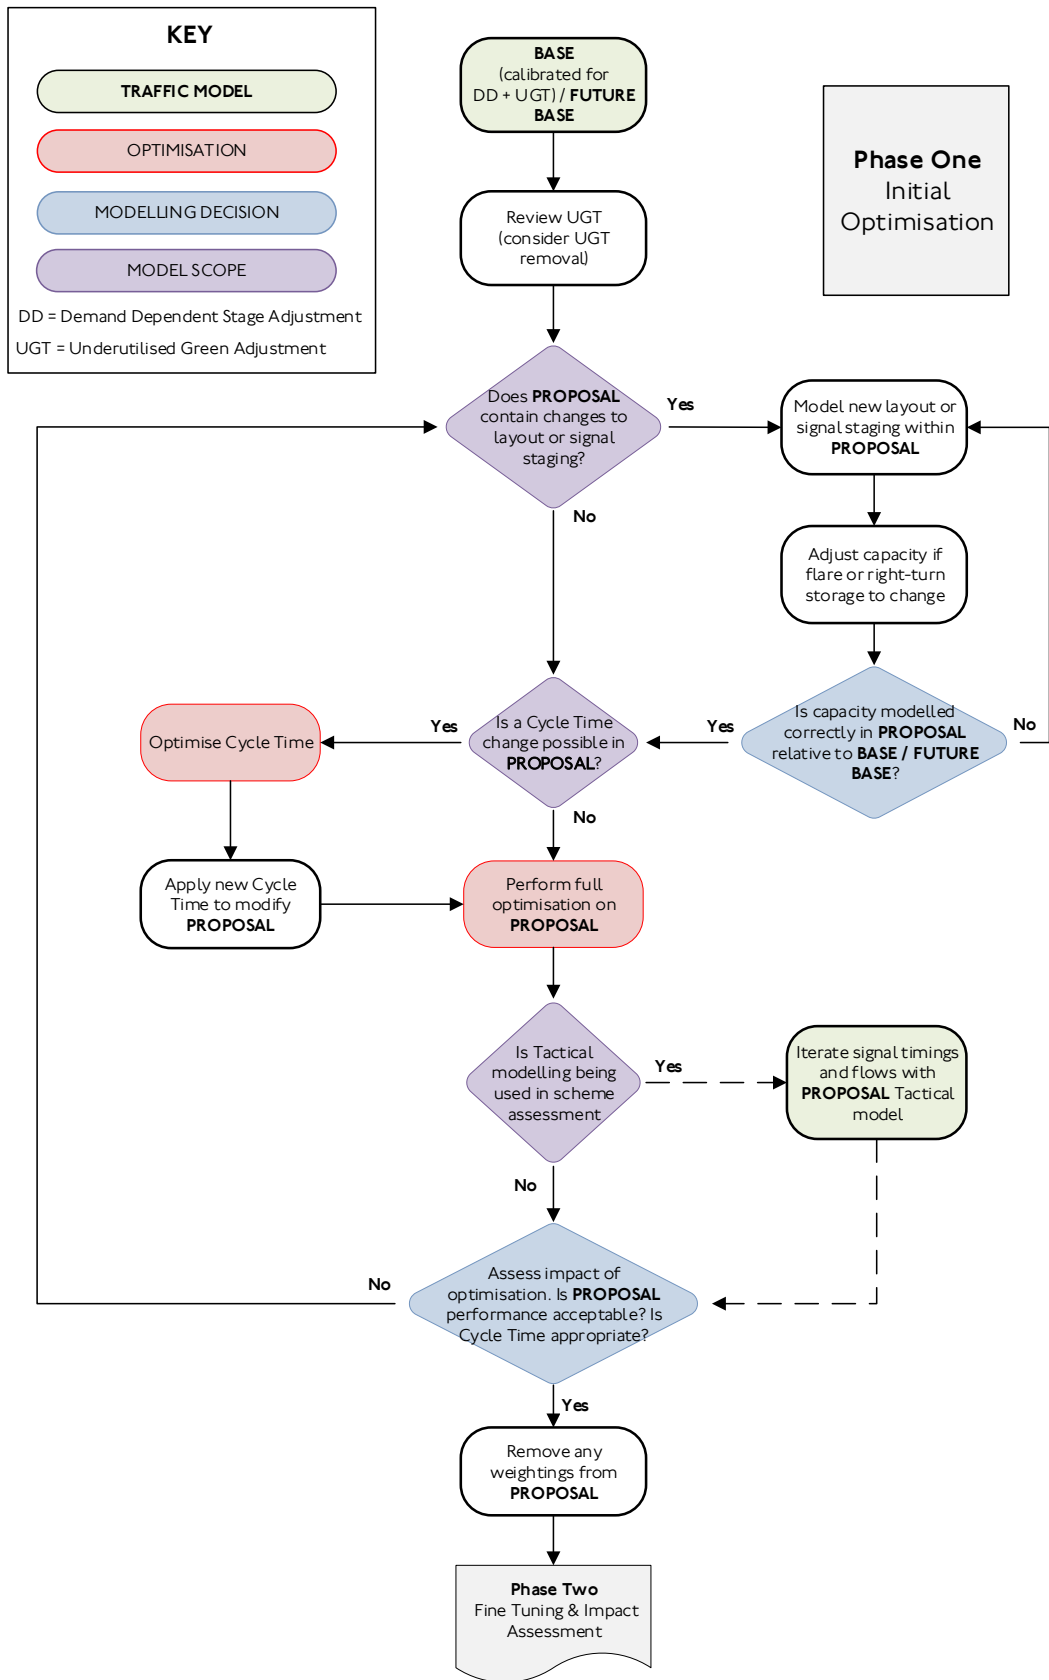 KEY
TRAFFIC MODEL
OPTIMISATION
MODELLING DECISION
MODEL SCOPE
DD = Demand Dependent Stage Adjustment
UGT = Underutilised Green Adjustment
BASE
(calibrated for
DD + UGT) / FUTURE
BASE
Phase One
Initial
Optimisation
Review UGT
(consider UGT
removal)
Does PROPOSAL
contain changes to
layout or signal
staging?
Yes
No
Model new layout or
signal staging within
PROPOSAL
Adjust capacity if
flare or right-turn
storage to change
Is capacity modelled
correctly in PROPOSAL
relative to BASE / FUTURE
BASE?
No
Yes
Is a Cycle Time
change possible in
PROPOSAL?
Yes
No
Optimise Cycle Time
Apply new Cycle
Time to modify
PROPOSAL
Perform full
optimisation on
PROPOSAL
Is Tactical
modelling being
used in scheme
assessment
Yes
No
Iterate signal timings
and flows with
PROPOSAL Tactical
model
Assess impact of
optimisation. Is PROPOSAL
performance acceptable? Is
Cycle Time appropriate?
No
Yes
Remove any
weightings from
PROPOSAL
Phase Two
Fine Tuning & Impact
Assessment